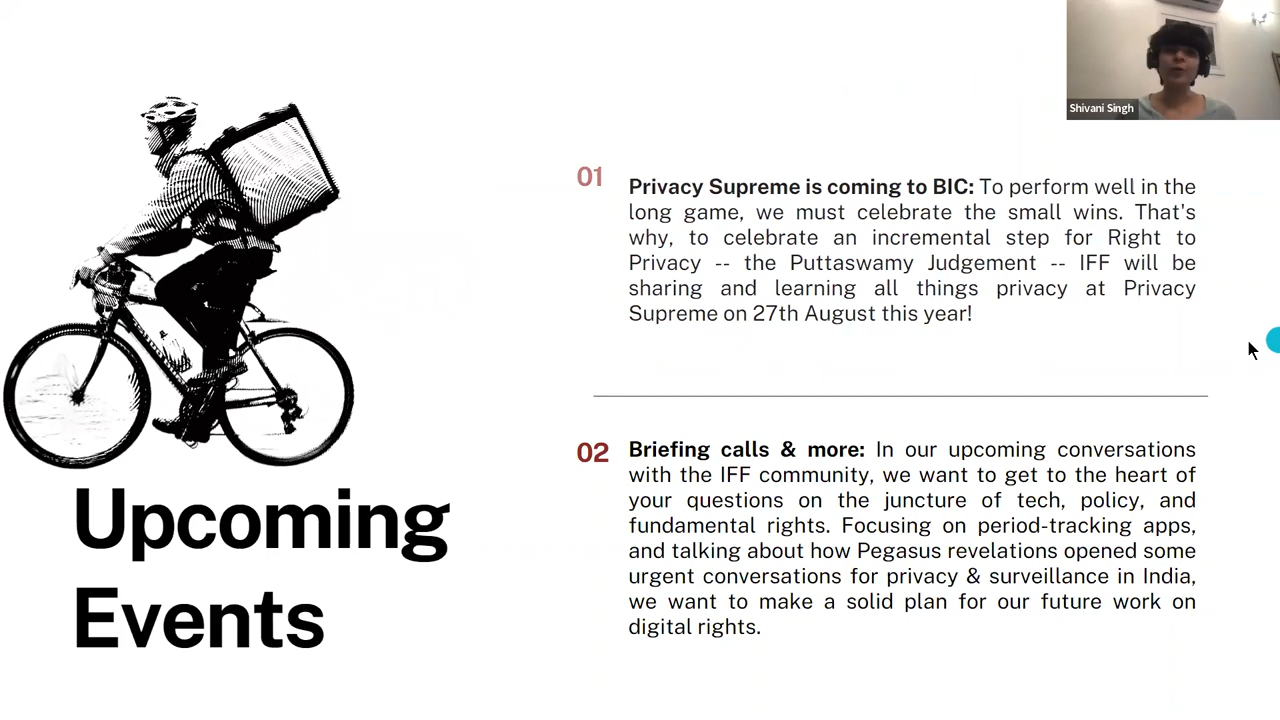 Shivani Singh
01
Privacy Supreme is coming to BIC: To perform well in the
long game, we must celebrate the small wins. That's
why, to celebrate an incremental step for Right to
Privacy -- the Puttaswamy Judgement -- IFF will be
sharing and learning all things privacy at Privacy
Supreme on 27th August this year!
02
Briefing calls & more: In our upcoming conversations
with the IFF community, we want to get to the heart of
your questions on the juncture of tech, policy, and
fundamental rights. Focusing on period-tracking apps,
and talking about how Pegasus revelations opened some
urgent conversations for privacy & surveillance in India,
we want to make a solid plan for our future work on
digital rights.
Upcoming
Events